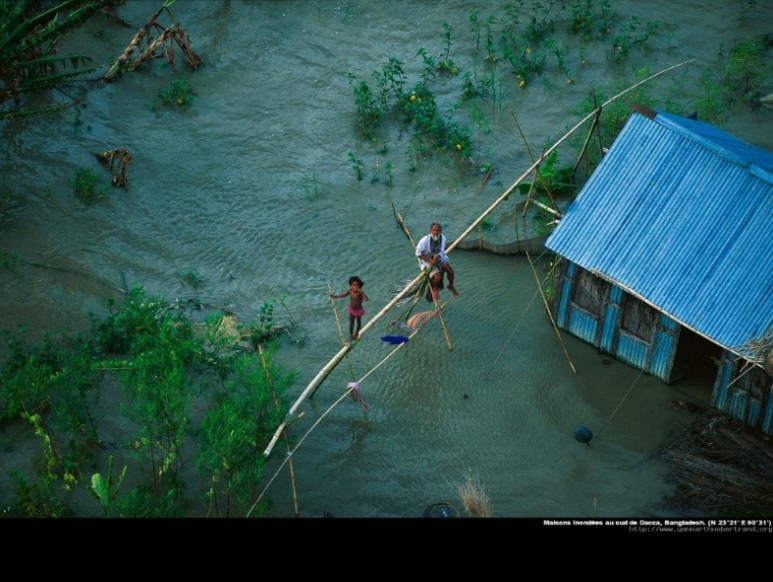 Maisons inondées au sud de Dacca, Bangladesh. (N 23°21' E 90°31')
http://www.yannarthusbertrand.org